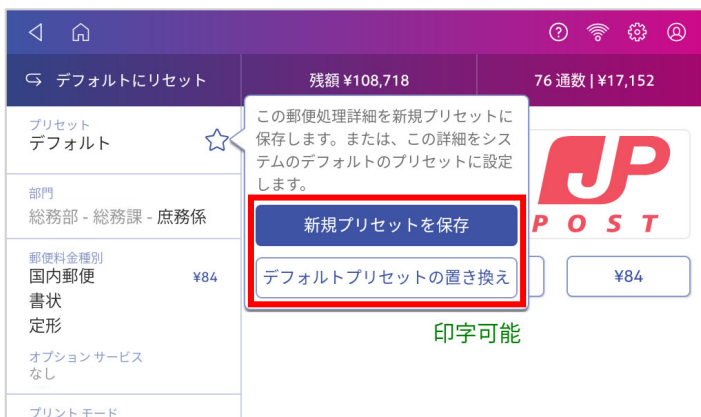 デフォルトにリセット
残額 ¥108,718
76 通数 | ¥17,152
プリセット
デフォルト
部門
総務部 - 総務課 - 庶務係
郵便料金種別
国内郵便 ¥84
書状
定形
オプション サービス
なし
プリント モード
この郵便処理詳細を新規プリセットに
保存します。または、この詳細をシス
テムのデフォルトのプリセットに設定
します。
新規プリセットを保存
デフォルトプリセットの置き換え
JP
POST
¥84
印字可能